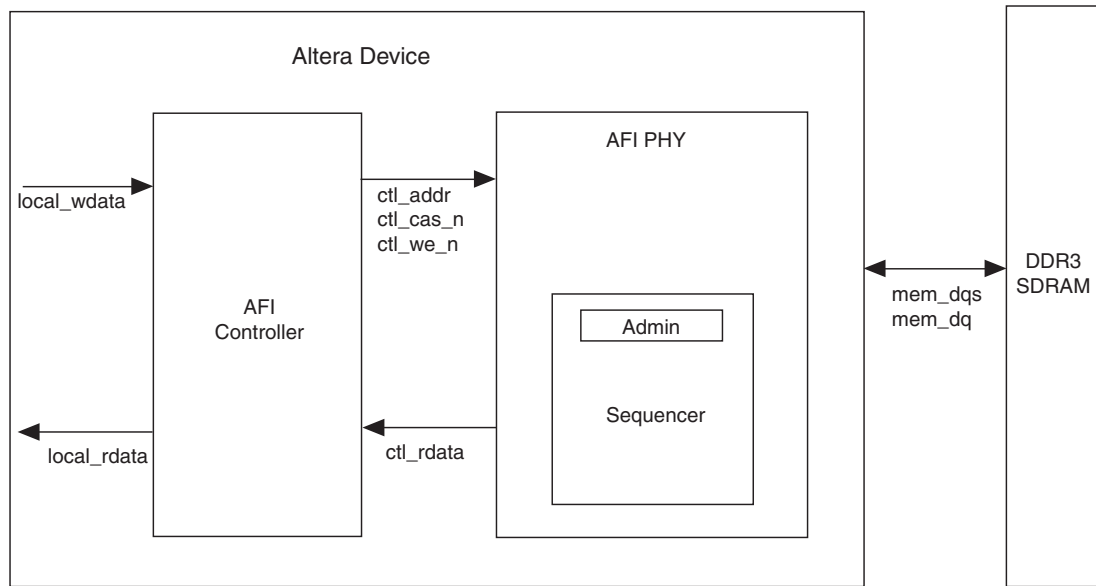 Altera Device
AFI PHY
local_wdata
ctl_addr
ctl_cas_n
ctl_we_n
AFI
Controller
DDR3
SDRAM
mem_dqs
mem_dq
Admin
Sequencer
local_rdata
ctl_rdata